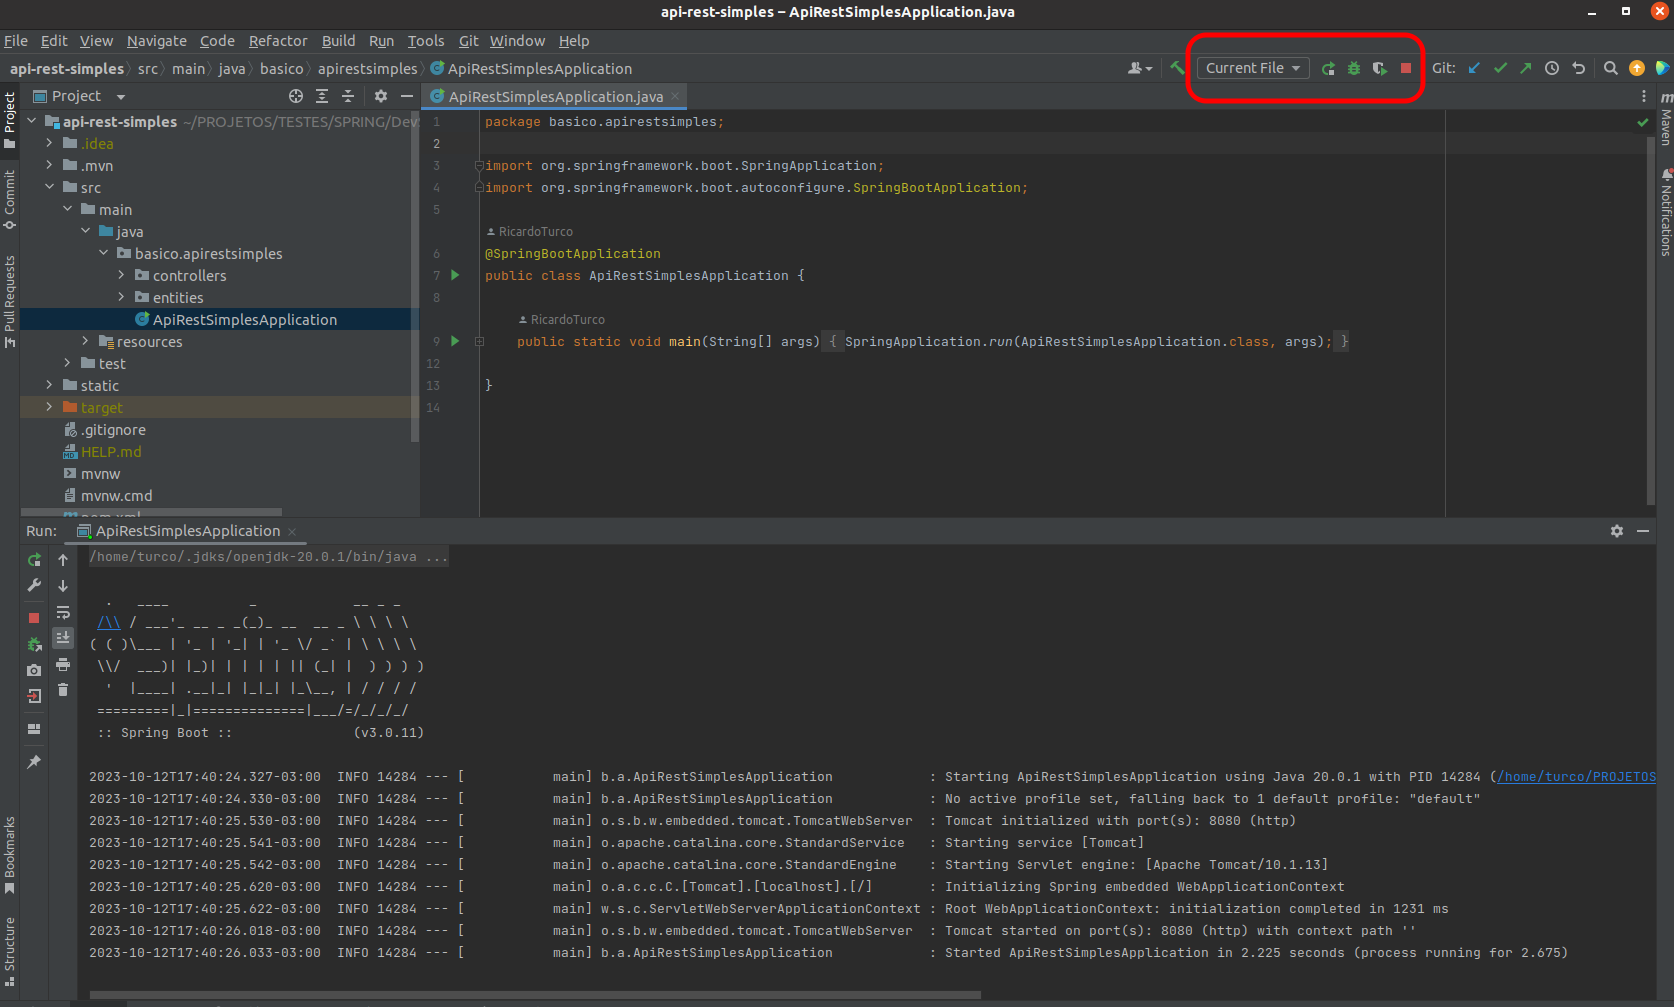 api-rest-simples – ApiRestSimplesApplication.java
File Edit View Navigate Code Refactor Build Run Tools Git Window Help
api-rest-simples src main java basico apirestsimples ApiRestSimplesApplication
Current File
Git:
Project
ApiRestSimplesApplication.java
Project
Commit
Pull Requests
Bookmarks
Structure
Maven
Notifications
api-rest-simples ~/PROJETOS/TESTES/SPRING/Dev
.idea
.mvn
src
main
java
basico.apirestsimples
controllers
entities
ApiRestSimplesApplication
resources
test
static
target
.gitignore
HELP.md
mvnw
mvnw.cmd
pom.xml
1 package basico.apirestsimples;
2
3 import org.springframework.boot.SpringApplication;
4 import org.springframework.boot.autoconfigure.SpringBootApplication;
5
RicardoTurco
6 @SpringBootApplication
7 public class ApiRestSimplesApplication {
8
RicardoTurco
9 public static void main(String[] args) { SpringApplication.run(ApiRestSimplesApplication.class, args); }
12
13 }
14
Run: ApiRestSimplesApplication
/home/turco/.jdks/openjdk-20.0.1/bin/java ...
  .   ____          _            __ _ _
 /\\ / ___'_ __ _ _(_)_ __  __ _ \ \ \ \
( ( )\___ | '_ | '_| | '_ \/ _` | \ \ \ \
 \\/  ___)| |_)| | | | | || (_| |  ) ) ) )
  '  |____| .__|_| |_|_| |_\__, | / / / /
 =========|_|==============|___/=/_/_/_/
 :: Spring Boot ::               (v3.0.11)
2023-10-12T17:40:24.327-03:00  INFO 14284 --- [           main] b.a.ApiRestSimplesApplication            : Starting ApiRestSimplesApplication using Java 20.0.1 with PID 14284 (/home/turco/PROJETOS
2023-10-12T17:40:24.330-03:00  INFO 14284 --- [           main] b.a.ApiRestSimplesApplication            : No active profile set, falling back to 1 default profile: "default"
2023-10-12T17:40:25.530-03:00  INFO 14284 --- [           main] o.s.b.w.embedded.tomcat.TomcatWebServer  : Tomcat initialized with port(s): 8080 (http)
2023-10-12T17:40:25.541-03:00  INFO 14284 --- [           main] o.apache.catalina.core.StandardService   : Starting service [Tomcat]
2023-10-12T17:40:25.542-03:00  INFO 14284 --- [           main] o.apache.catalina.core.StandardEngine    : Starting Servlet engine: [Apache Tomcat/10.1.13]
2023-10-12T17:40:25.620-03:00  INFO 14284 --- [           main] o.a.c.c.C.[Tomcat].[localhost].[/]       : Initializing Spring embedded WebApplicationContext
2023-10-12T17:40:25.622-03:00  INFO 14284 --- [           main] w.s.c.ServletWebServerApplicationContext : Root WebApplicationContext: initialization completed in 1231 ms
2023-10-12T17:40:26.018-03:00  INFO 14284 --- [           main] o.s.b.w.embedded.tomcat.TomcatWebServer  : Tomcat started on port(s): 8080 (http) with context path ''
2023-10-12T17:40:26.033-03:00  INFO 14284 --- [           main] b.a.ApiRestSimplesApplication            : Started ApiRestSimplesApplication in 2.225 seconds (process running for 2.675)